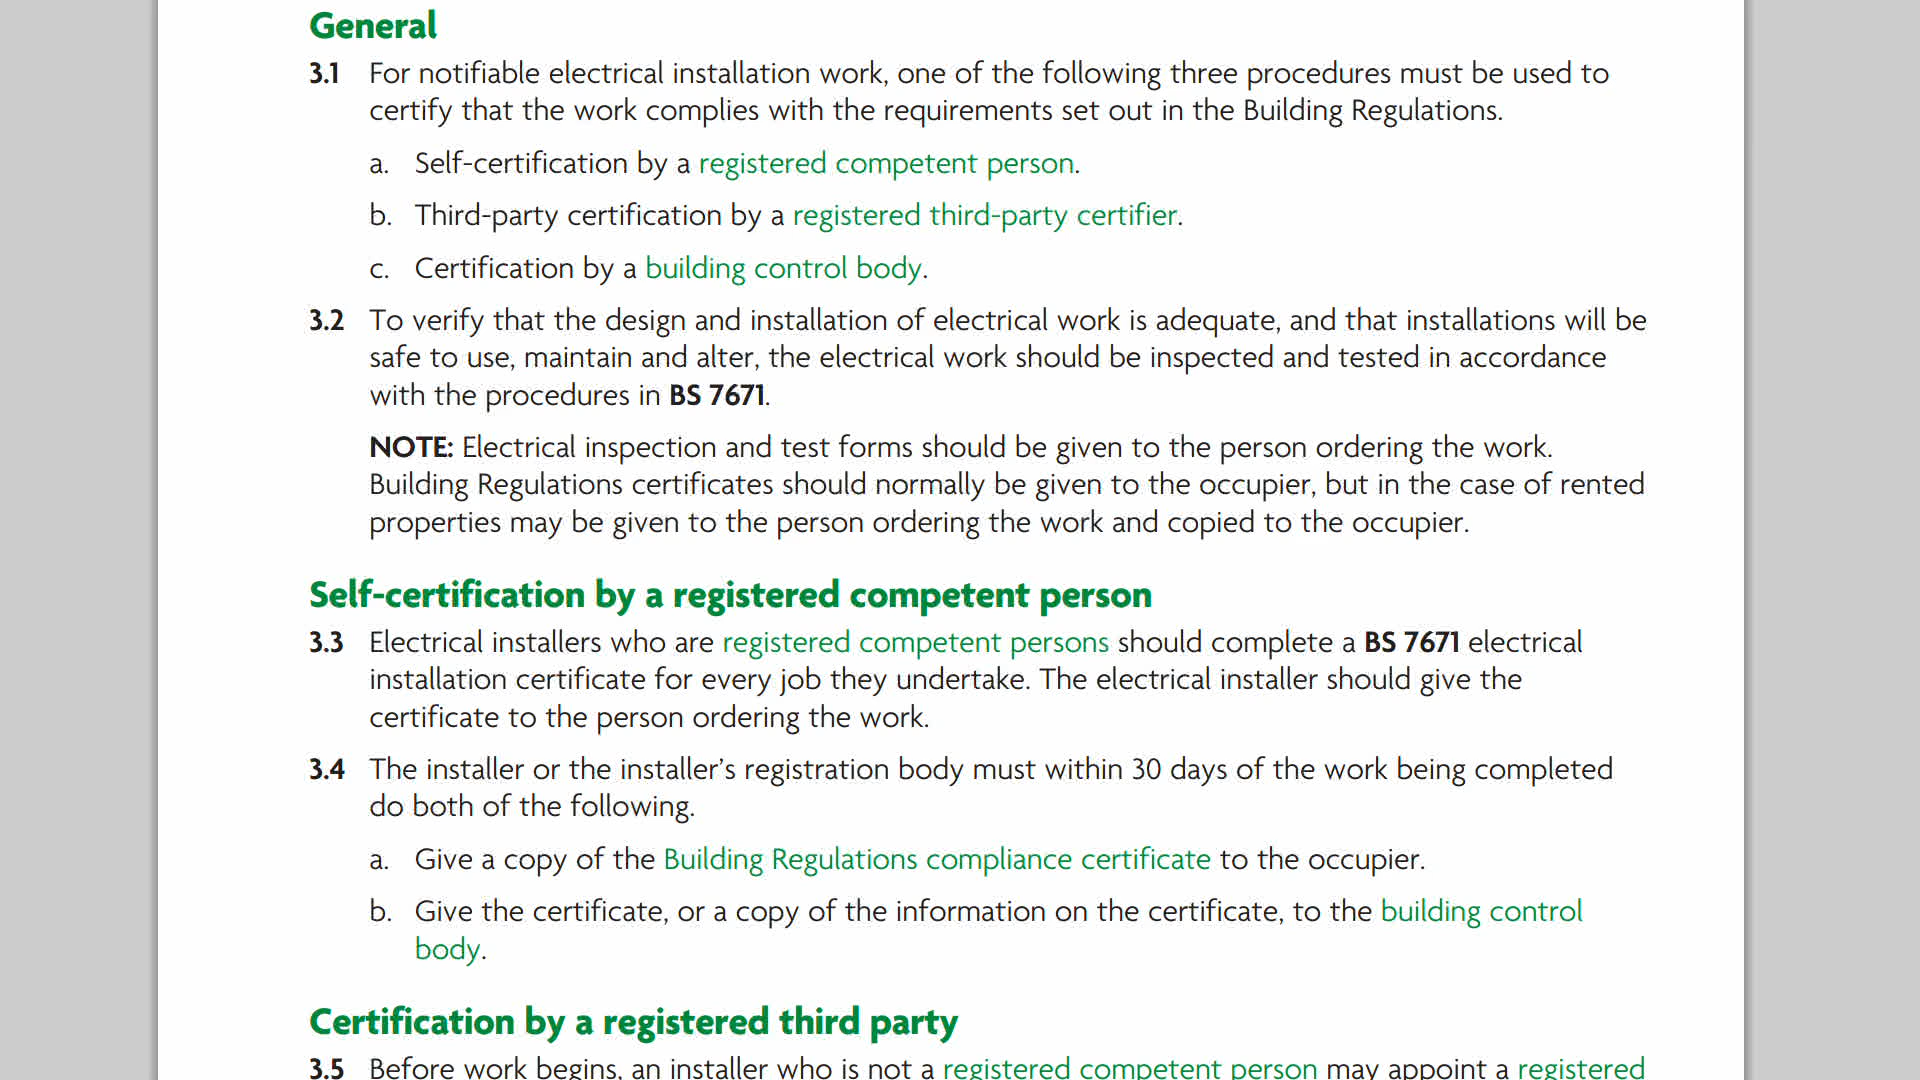 General
3.1 For notifiable electrical installation work, one of the following three procedures must be used to
certify that the work complies with the requirements set out in the Building Regulations.
a. Self-certification by a registered competent person.
b. Third-party certification by a registered third-party certifier.
c. Certification by a building control body.
3.2 To verify that the design and installation of electrical work is adequate, and that installations will be
safe to use, maintain and alter, the electrical work should be inspected and tested in accordance
with the procedures in BS 7671.
NOTE: Electrical inspection and test forms should be given to the person ordering the work.
Building Regulations certificates should normally be given to the occupier, but in the case of rented
properties may be given to the person ordering the work and copied to the occupier.
Self-certification by a registered competent person
3.3 Electrical installers who are registered competent persons should complete a BS 7671 electrical
installation certificate for every job they undertake. The electrical installer should give the
certificate to the person ordering the work.
3.4 The installer or the installer’s registration body must within 30 days of the work being completed
do both of the following.
a. Give a copy of the Building Regulations compliance certificate to the occupier.
b. Give the certificate, or a copy of the information on the certificate, to the building control
body.
Certification by a registered third party
3.5 Before work begins, an installer who is not a registered competent person may appoint a registered